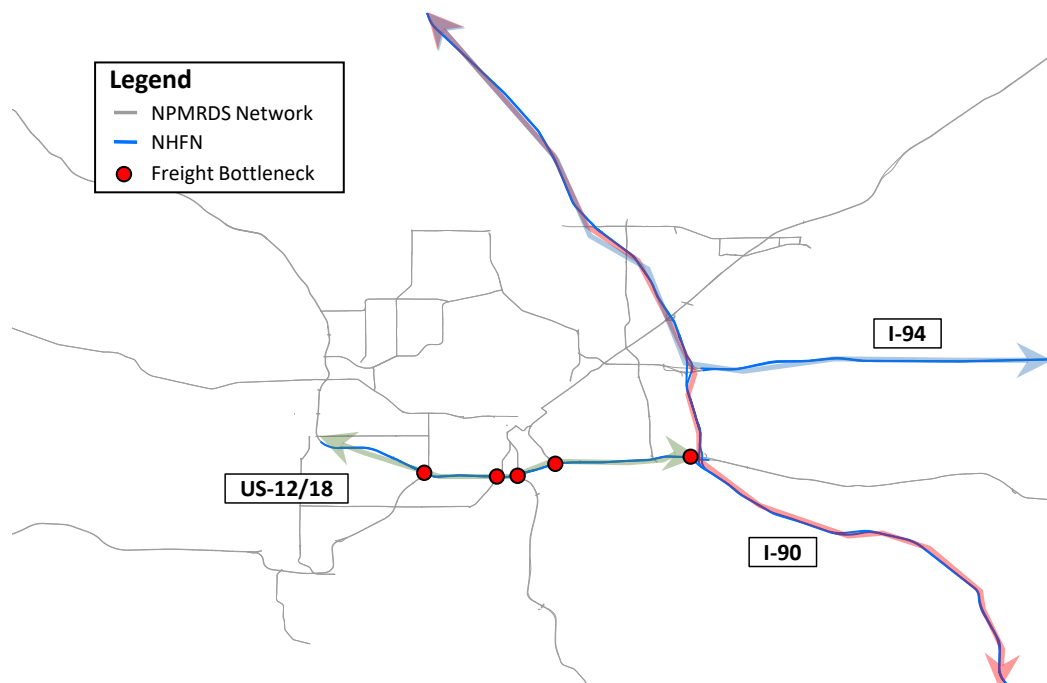 Legend
NPMRDS Network
NHFN
Freight Bottleneck
I-94
US-12/18
I-90